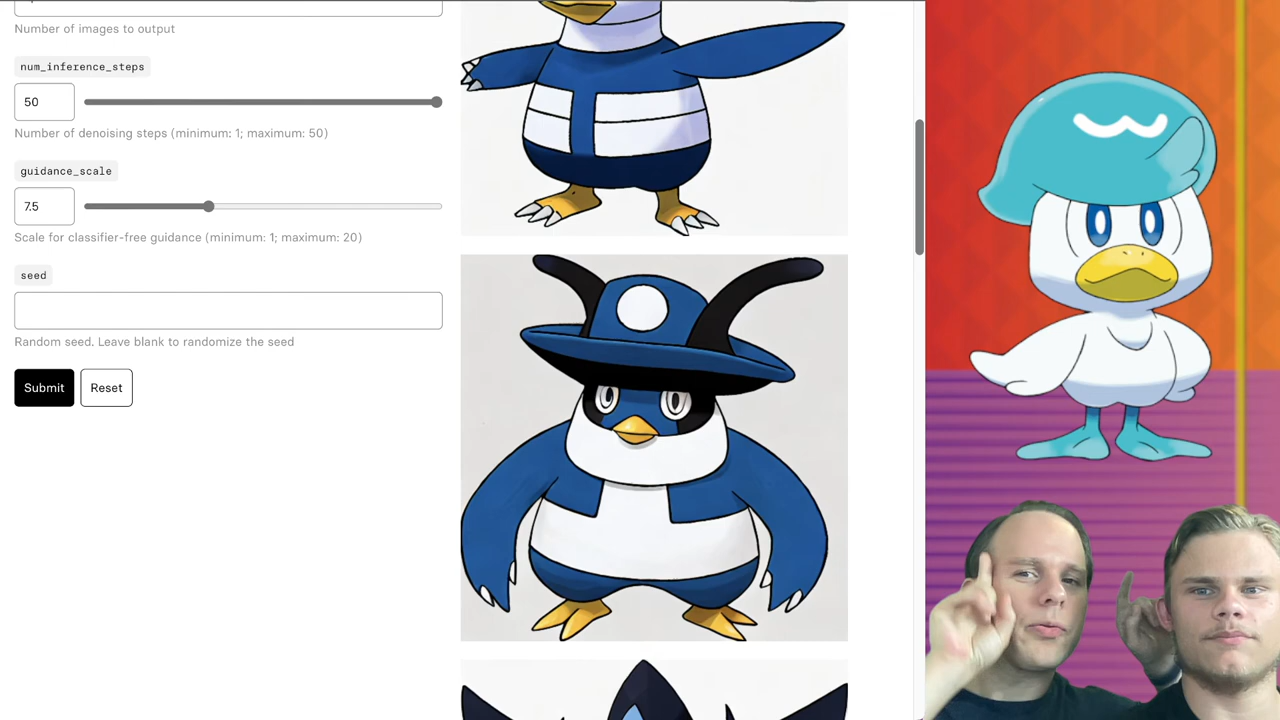 Number of images to output
num_inference_steps
50
Number of denoising steps (minimum: 1; maximum: 50)
guidance_scale
7.5
Scale for classifier-free guidance (minimum: 1; maximum: 20)
seed
Random seed. Leave blank to randomize the seed
Submit
Reset